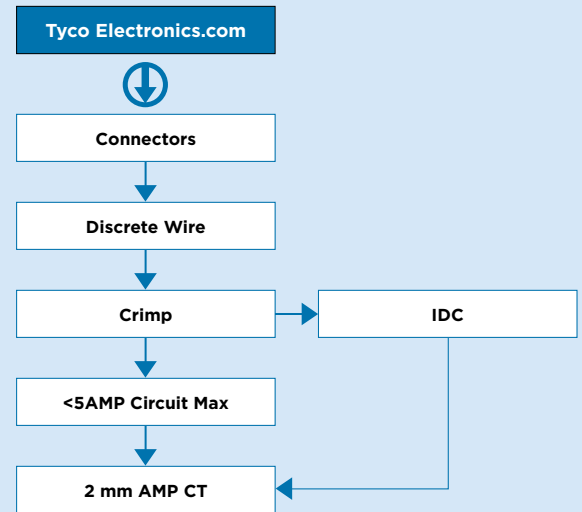 Tyco Electronics.com
Connectors
Discrete Wire
Crimp
IDC
<5AMP Circuit Max
2 mm AMP CT